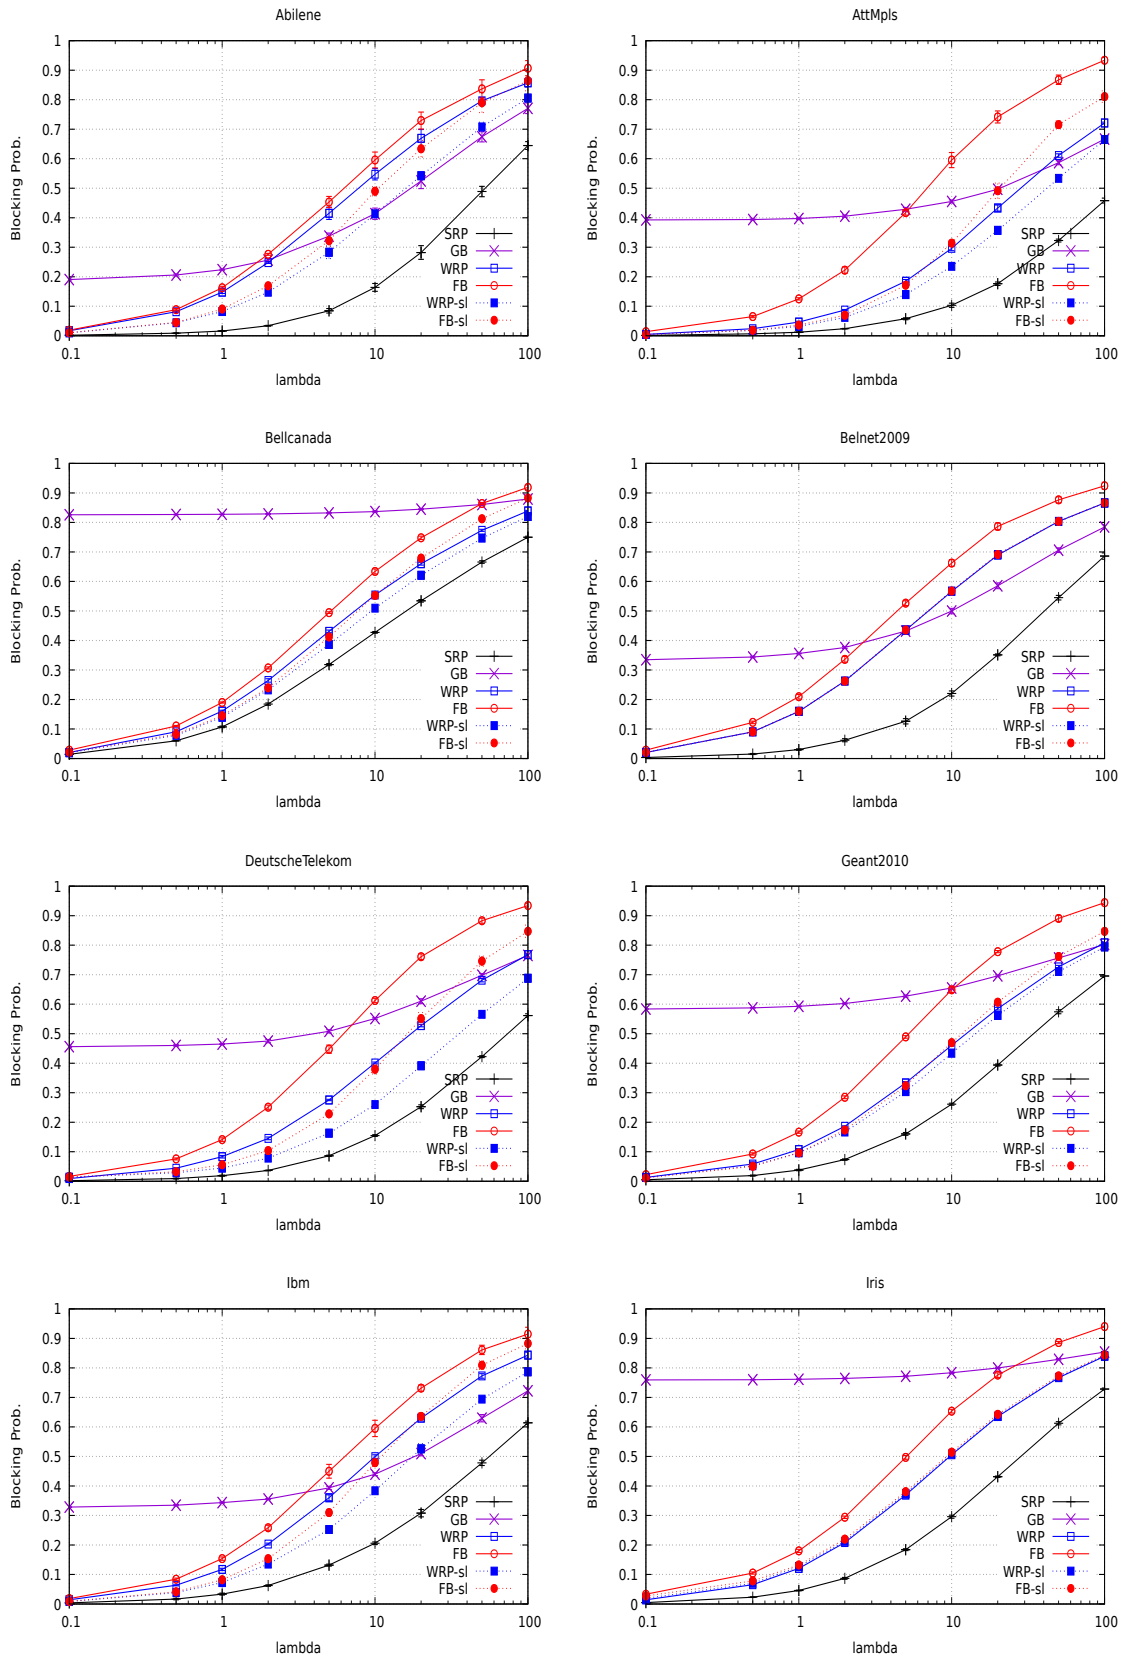 Abilene
1
0.9
0.8
0.7
0.6
0.5
0.4
0.3
0.2
0.1
0
Blocking Prob.
SRP
GB
WRP
FB
WRP-sl
FB-sl
0.1 1 10 100
lambda
AttMpls
1
0.9
0.8
0.7
0.6
0.5
0.4
0.3
0.2
0.1
0
Blocking Prob.
SRP
GB
WRP
FB
WRP-sl
FB-sl
0.1 1 10 100
lambda
Bellcanada
1
0.9
0.8
0.7
0.6
0.5
0.4
0.3
0.2
0.1
0
Blocking Prob.
SRP
GB
WRP
FB
WRP-sl
FB-sl
0.1 1 10 100
lambda
Belnet2009
1
0.9
0.8
0.7
0.6
0.5
0.4
0.3
0.2
0.1
0
Blocking Prob.
SRP
GB
WRP
FB
WRP-sl
FB-sl
0.1 1 10 100
lambda
DeutscheTelekom
1
0.9
0.8
0.7
0.6
0.5
0.4
0.3
0.2
0.1
0
Blocking Prob.
SRP
GB
WRP
FB
WRP-sl
FB-sl
0.1 1 10 100
lambda
Geant2010
1
0.9
0.8
0.7
0.6
0.5
0.4
0.3
0.2
0.1
0
Blocking Prob.
SRP
GB
WRP
FB
WRP-sl
FB-sl
0.1 1 10 100
lambda
Ibm
1
0.9
0.8
0.7
0.6
0.5
0.4
0.3
0.2
0.1
0
Blocking Prob.
SRP
GB
WRP
FB
WRP-sl
FB-sl
0.1 1 10 100
lambda
Iris
1
0.9
0.8
0.7
0.6
0.5
0.4
0.3
0.2
0.1
0
Blocking Prob.
SRP
GB
WRP
FB
WRP-sl
FB-sl
0.1 1 10 100
lambda